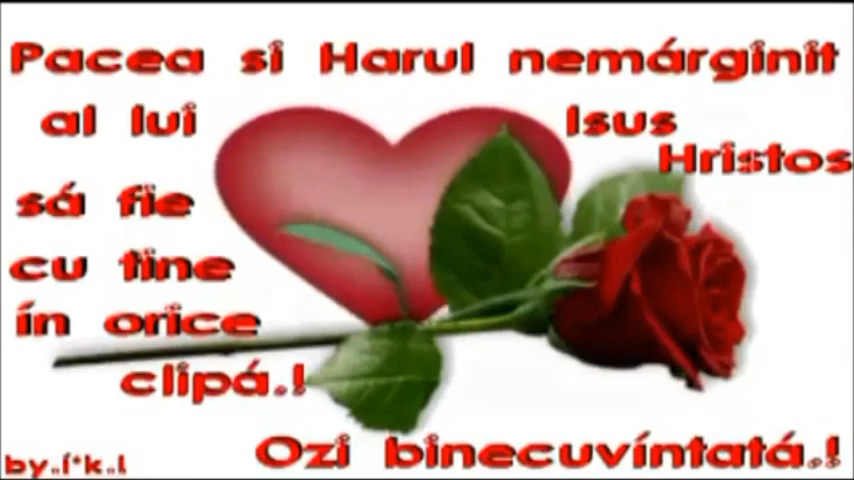 Pacea si Harul nemárginit
al lui Isus
Hristos
sá fie
cu tine
ín orice
clipá.!
Ozi binecuvíntatá.!
by..í*k.l